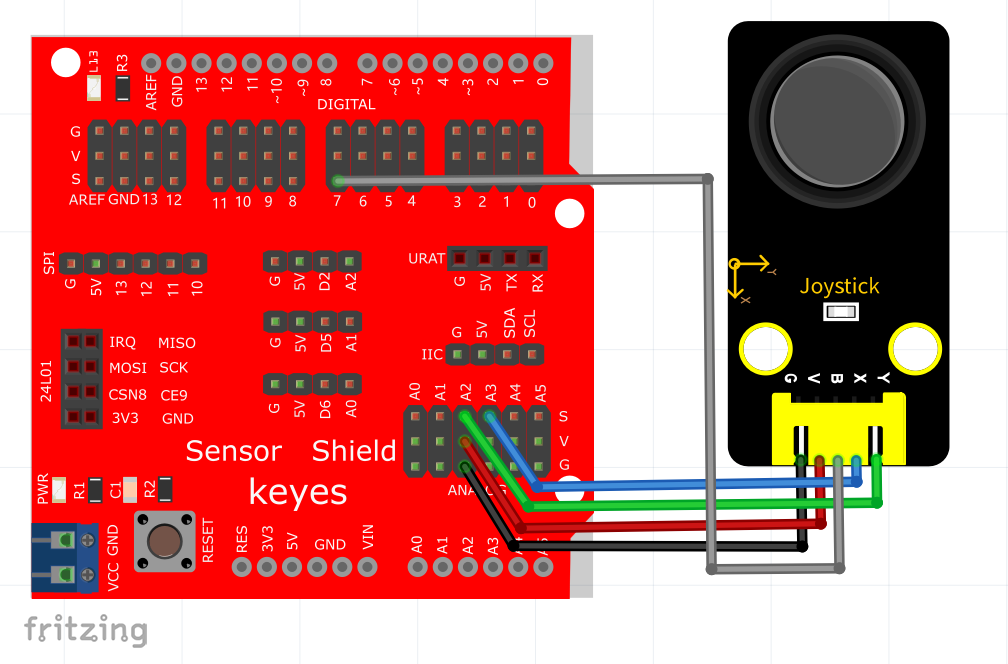 L13 R3 AREF GND 13 12 11 ~10 ~9 8 7 ~6 ~5 4 ~3 2 1 0
DIGITAL
G
V
S
AREF GND 13 12 11 10 9 8 7 6 5 4 3 2 1 0
SPI
G 5V 13 12 11 10
G 5V D2 A2
URAT
G 5V TX RX
G 5V D5 A1
G 5V SDA SCL
IIC
24L01
IRQ MISO
MOSI SCK
CSN8 CE9
3V3 GND
G 5V D6 A0
A0 A1 A2 A3 A4 A5
S
V
G
Sensor Shield
keyes
PWR R1 C1 R2
VCC GND
RESET
RES 3V3 5V GND VIN
A0 A1 A2 A3
Y
X
Joystick
G V B X Y
fritzing